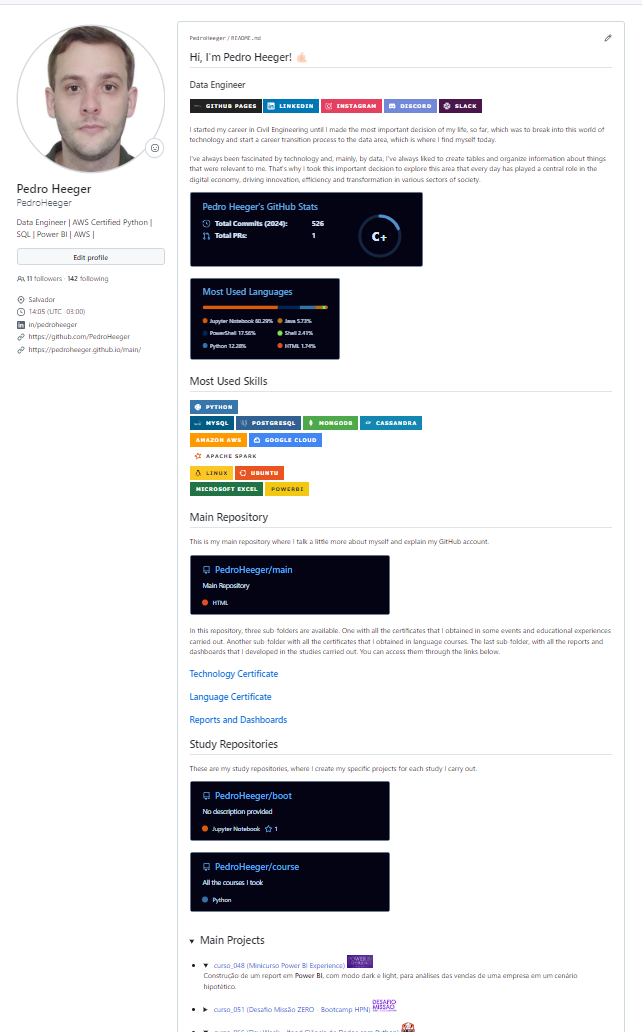 PedroHeeger / README.md
Hi, I'm Pedro Heeger!
Data Engineer
GITHUB PAGES LINKEDIN INSTAGRAM DISCORD SLACK
I started my career in Civil Engineering until I made the most important decision of my life, so far, which was to break into this world of
technology and start a career transition process to the data area, which is where I find myself today.
I've always been fascinated by technology and, mainly, by data, I've always liked to create tables and organize information about things
that were relevant to me. That's why I took this important decision to explore this area that every day has played a central role in the
digital economy, driving innovation, efficiency and transformation in various sectors of society.
Pedro Heeger
PedroHeeger
Data Engineer | AWS Certified Python |
SQL | Power BI | AWS |
Edit profile
11 followers · 142 following
Salvador
14:05 (UTC -03:00)
in/pedroheeger
https://github.com/PedroHeeger
https://pedroheeger.github.io/main/
Pedro Heeger's GitHub Stats
Total Commits (2024): 526
Total PRs: 1
C+
Most Used Languages
Jupyter Notebook 60.29% Java 5.73%
PowerShell 17.56% Shell 2.41%
Python 12.28% HTML 1.74%
Most Used Skills
PYTHON
MYSQL POSTGRESQL MONGODB CASSANDRA
AMAZON AWS GOOGLE CLOUD
APACHE SPARK
LINUX UBUNTU
MICROSOFT EXCEL POWERBI
Main Repository
This is my main repository where I talk a little more about myself and explain my GitHub account.
PedroHeeger/main
Main Repository
HTML
In this repository, three sub-folders are available. One with all the certificates that I obtained in some events and educational experiences
carried out. Another sub-folder with all the certificates that I obtained in language courses. The last sub-folder, with all the reports and
dashboards that I developed in the studies carried out. You can access them through the links below.
Technology Certificate
Language Certificate
Reports and Dashboards
Study Repositories
These are my study repositories, where I create my specific projects for each study I carry out.
PedroHeeger/boot
No description provided
Jupyter Notebook 1
PedroHeeger/course
All the courses I took
Python
Main Projects
curso_048 (Minicurso Power BI Experience)
Construção de um report em Power BI, com modo dark e light, para análises das vendas de uma empresa em um cenário
hipotético.
curso_051 (Desafio Missão ZERO - Bootcamp HPN) DESAFIO MISSÃO